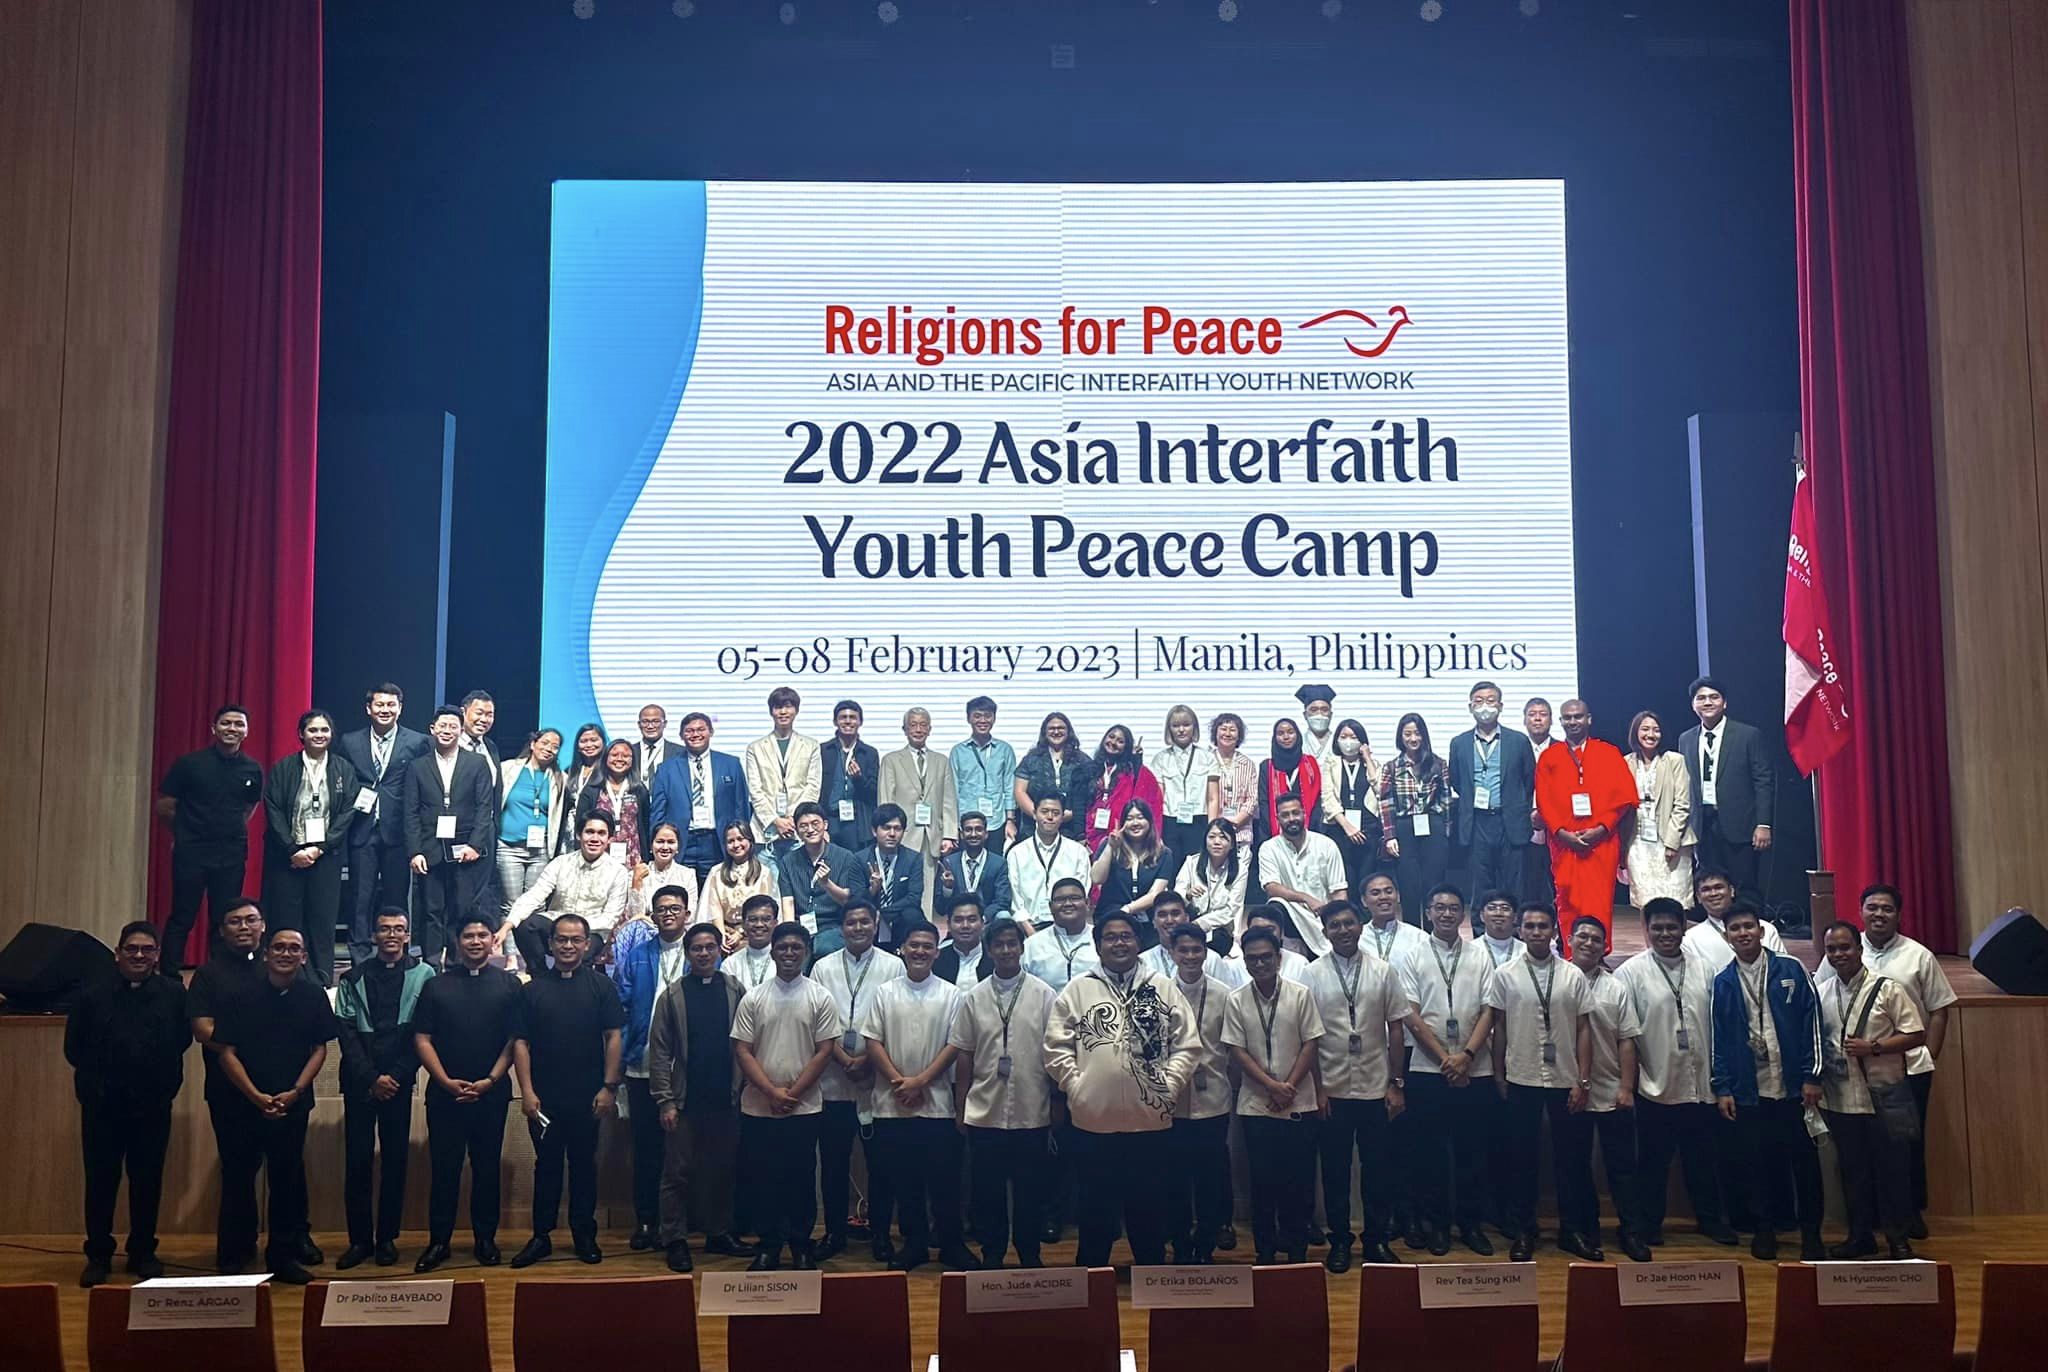 Religions for Peace
ASIA AND THE PACIFIC INTERFAITH YOUTH NETWORK
2022 Asia Interfaith
Youth Peace Camp
05-08 February 2023 | Manila, Philippines
Peace
NETWORK
Dr Renz ARGAO
Dr Pablito BAYBADO
Dr Lilian SISON
Hon. Jude ACIDRE
Dr Erika BOLAÑOS
Rev Tea Sung KIM
Dr Jae Hoon HAN
Ms Hyunwon CHO